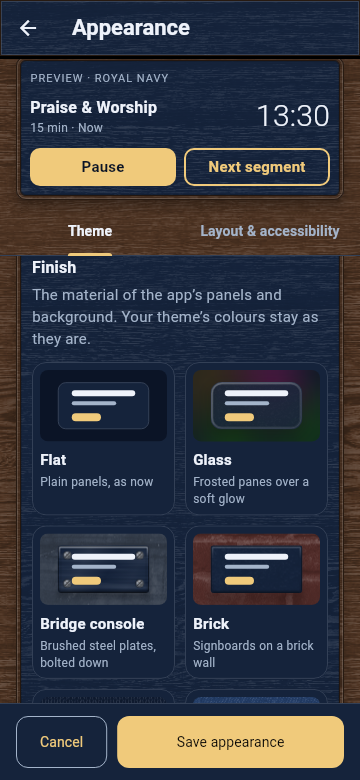 Appearance
PREVIEW · ROYAL NAVY
Praise & Worship
15 min · Now
13:30
Pause
Next segment
Theme
Layout & accessibility
Finish
The material of the app's panels and
background. Your theme's colours stay as
they are.
Flat
Plain panels, as now
Glass
Frosted panes over a
soft glow
Bridge console
Brushed steel plates,
bolted down
Brick
Signboards on a brick
wall
Cancel
Save appearance